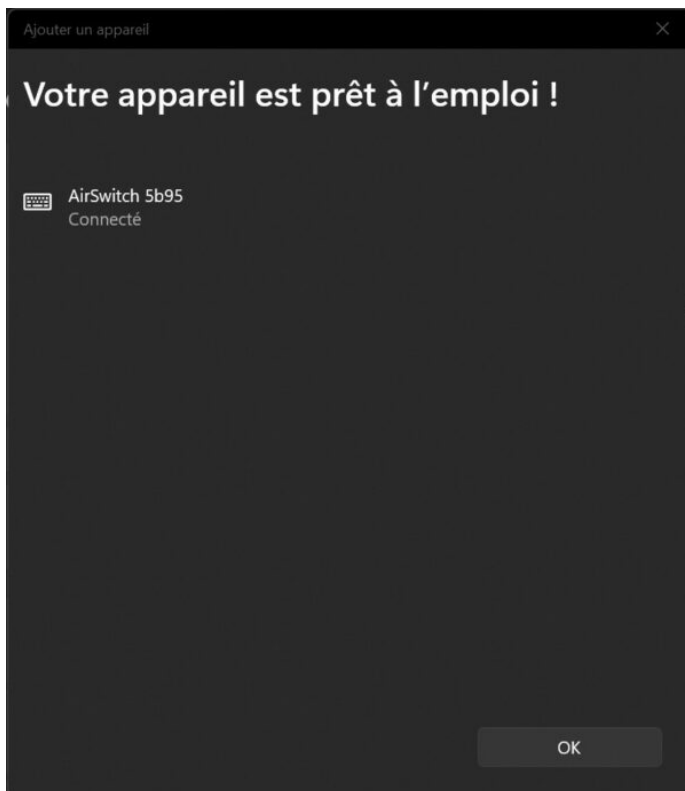 Ajouter un appareil
Votre appareil est prêt à l’emploi !
AirSwitch 5b95
Connecté
OK